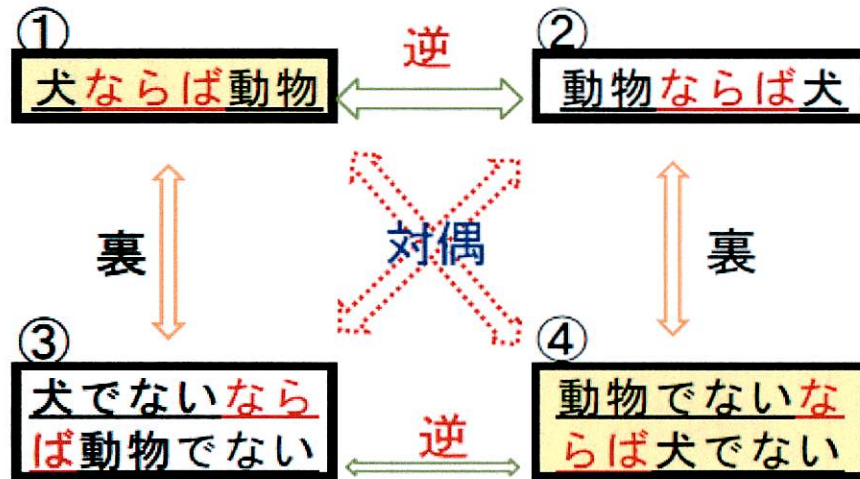 ①
犬ならば動物
逆
②
動物ならば犬
裏
対偶
裏
③
犬でないなら
ば動物でない
逆
④
動物でないな
らば犬でない